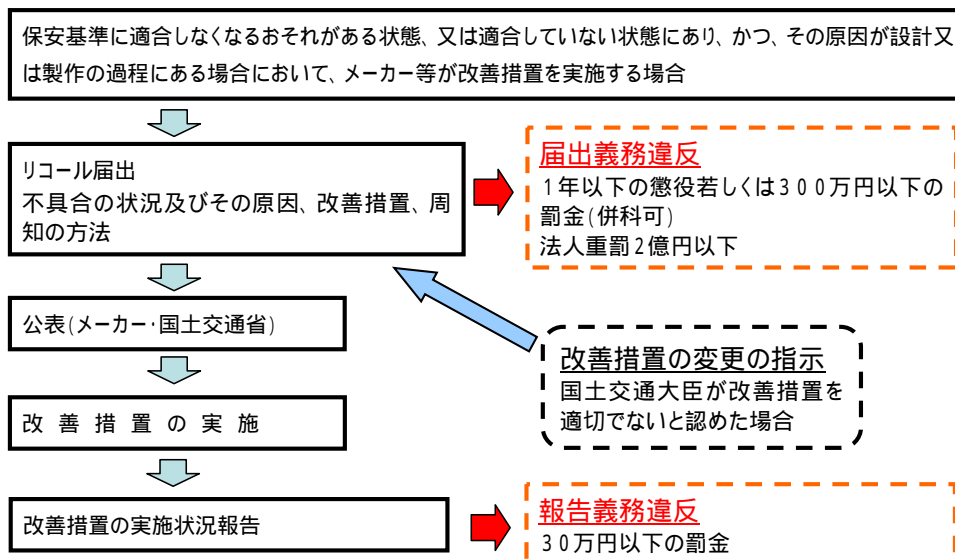 保安基準に適合しなくなるおそれがある状態、又は適合していない状態にあり、かつ、その原因が設計又
は製作の過程にある場合において、メーカー等が改善措置を実施する場合
リコール届出
不具合の状況及びその原因、改善措置、周
知の方法
届出義務違反
1年以下の懲役若しくは300万円以下の
罰金(併科可)
法人重罰2億円以下
公表(メーカー・国土交通省)
改善措置の変更の指示
国土交通大臣が改善措置を
適切でないと認めた場合
改善措置の実施
改善措置の実施状況報告
報告義務違反
30万円以下の罰金